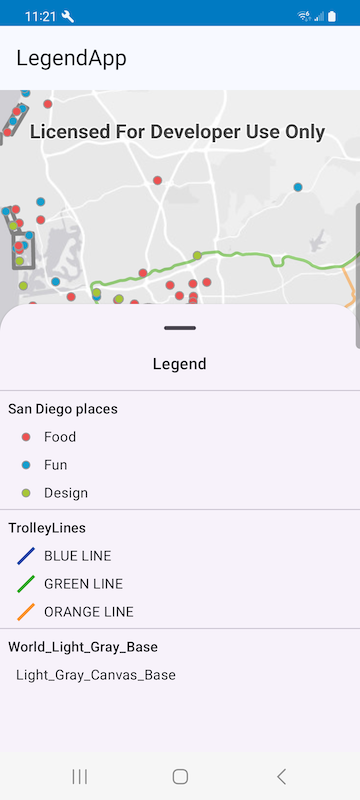 11:21
LegendApp
Licensed For Developer Use Only
Legend
San Diego places
Food
Fun
Design
TrolleyLines
BLUE LINE
GREEN LINE
ORANGE LINE
World_Light_Gray_Base
Light_Gray_Canvas_Base